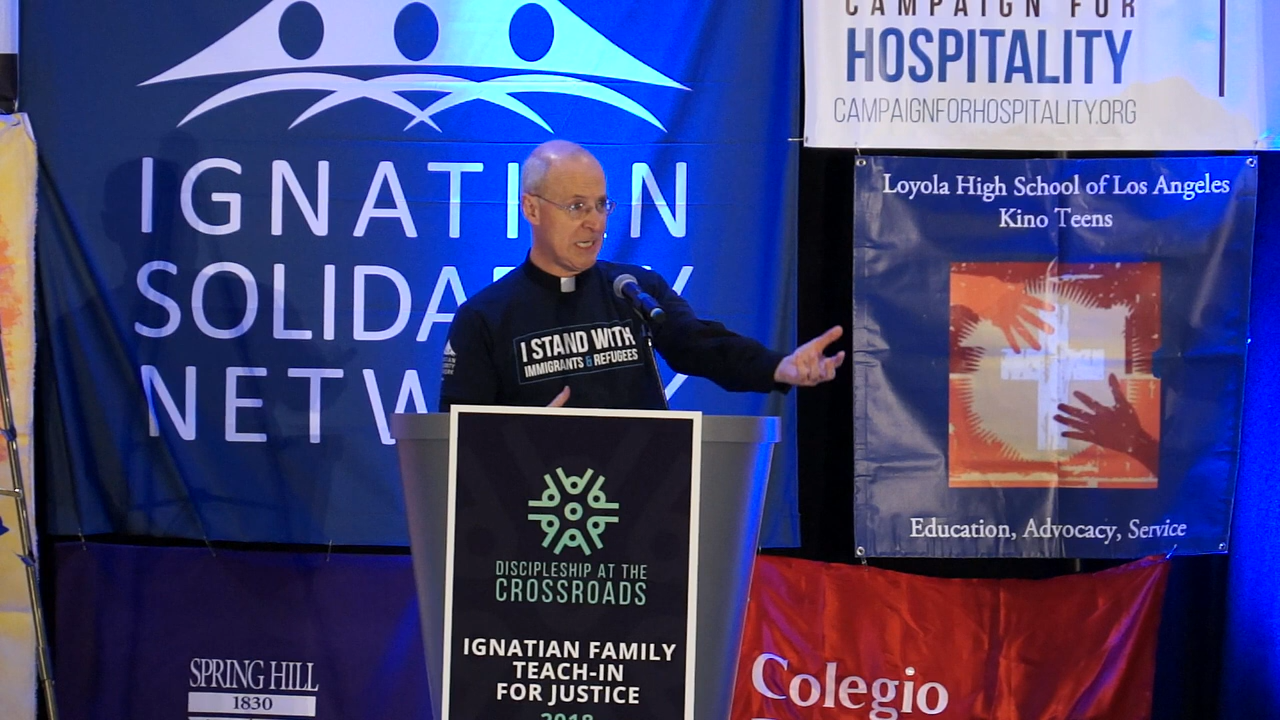 IGNATI N
SOLIDA Y
NETW
CAMPAIGN FOR
HOSPITALITY
CAMPAIGNFORHOSPITALITY.ORG
Loyola High School of Los Angeles
Kino Teens
Education, Advocacy, Service
I STAND WITH
IMMIGRANTS & REFUGEES
DISCIPLESHIP AT THE
CROSSROADS
IGNATIAN FAMILY
TEACH-IN
FOR JUSTICE
2018
SPRING HILL
1830
Colegio